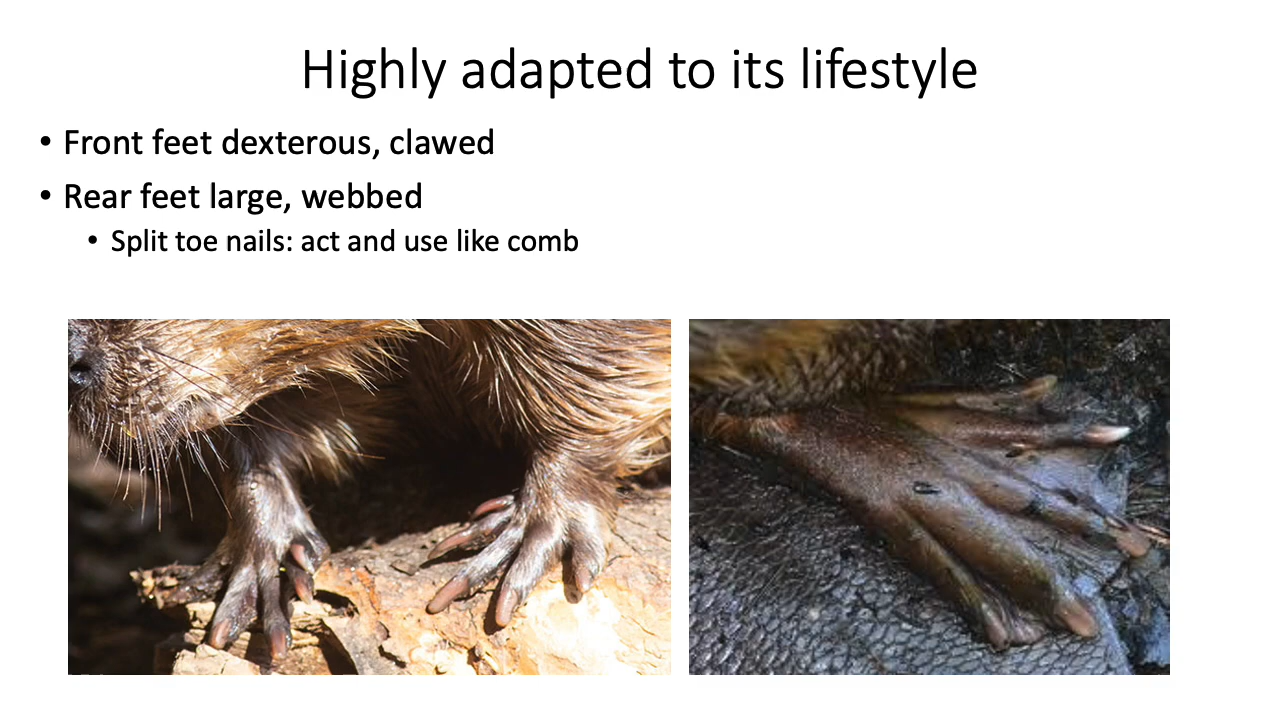 Highly adapted to its lifestyle
• Front feet dexterous, clawed
• Rear feet large, webbed
• Split toe nails: act and use like comb